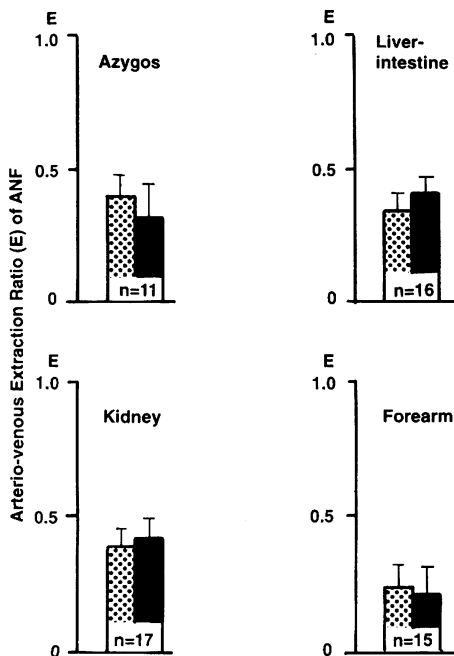 Arterio-venous Extraction Ratio (E) of ANF
E
1.0
Azygos
0.5
0
n=11
E
1.0
Liver-
intestine
0.5
0
n=16
E
1.0
Kidney
0.5
0
n=17
E
1.0
Forearm
0.5
0
n=15